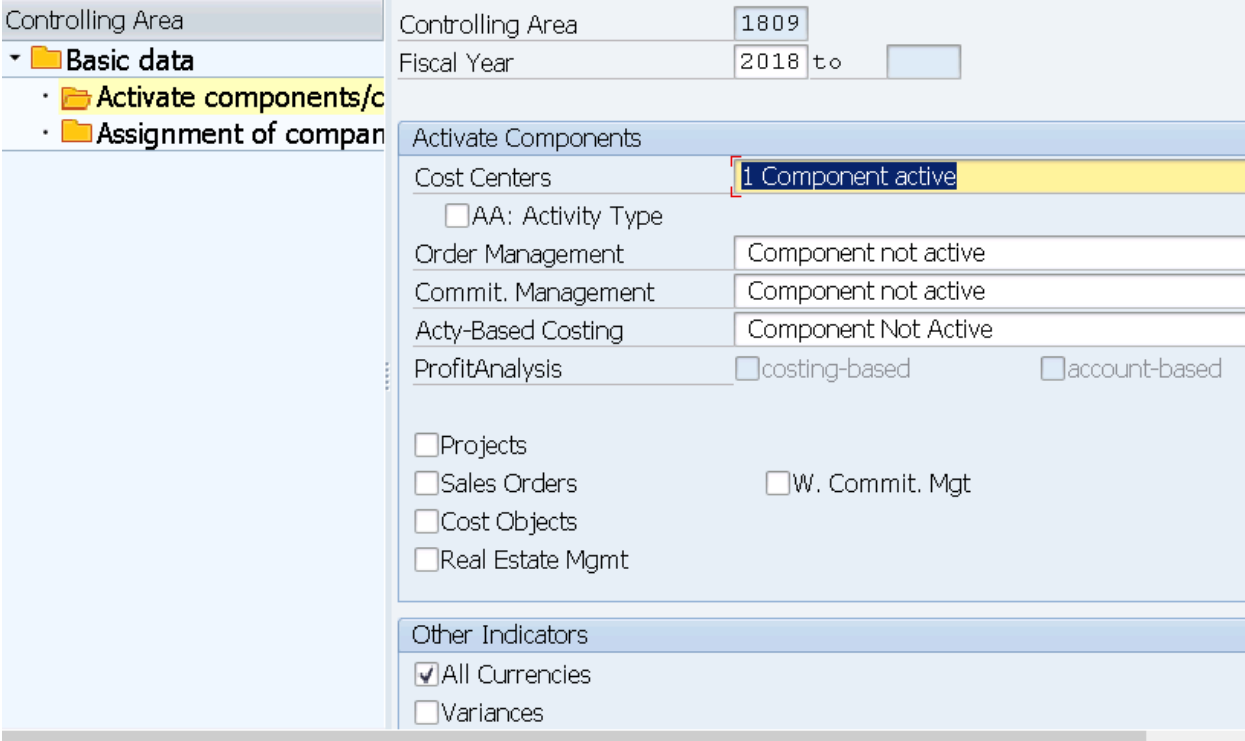 Controlling Area
Basic data
Activate components/c
Assignment of compan
Controlling Area 1809
Fiscal Year 2018 to
Activate Components
Cost Centers 1 Component active
AA: Activity Type
Order Management Component not active
Commit. Management Component not active
Acty-Based Costing Component Not Active
ProfitAnalysis costing-based account-based
Projects
Sales Orders W. Commit. Mgt
Cost Objects
Real Estate Mgmt
Other Indicators
All Currencies
Variances